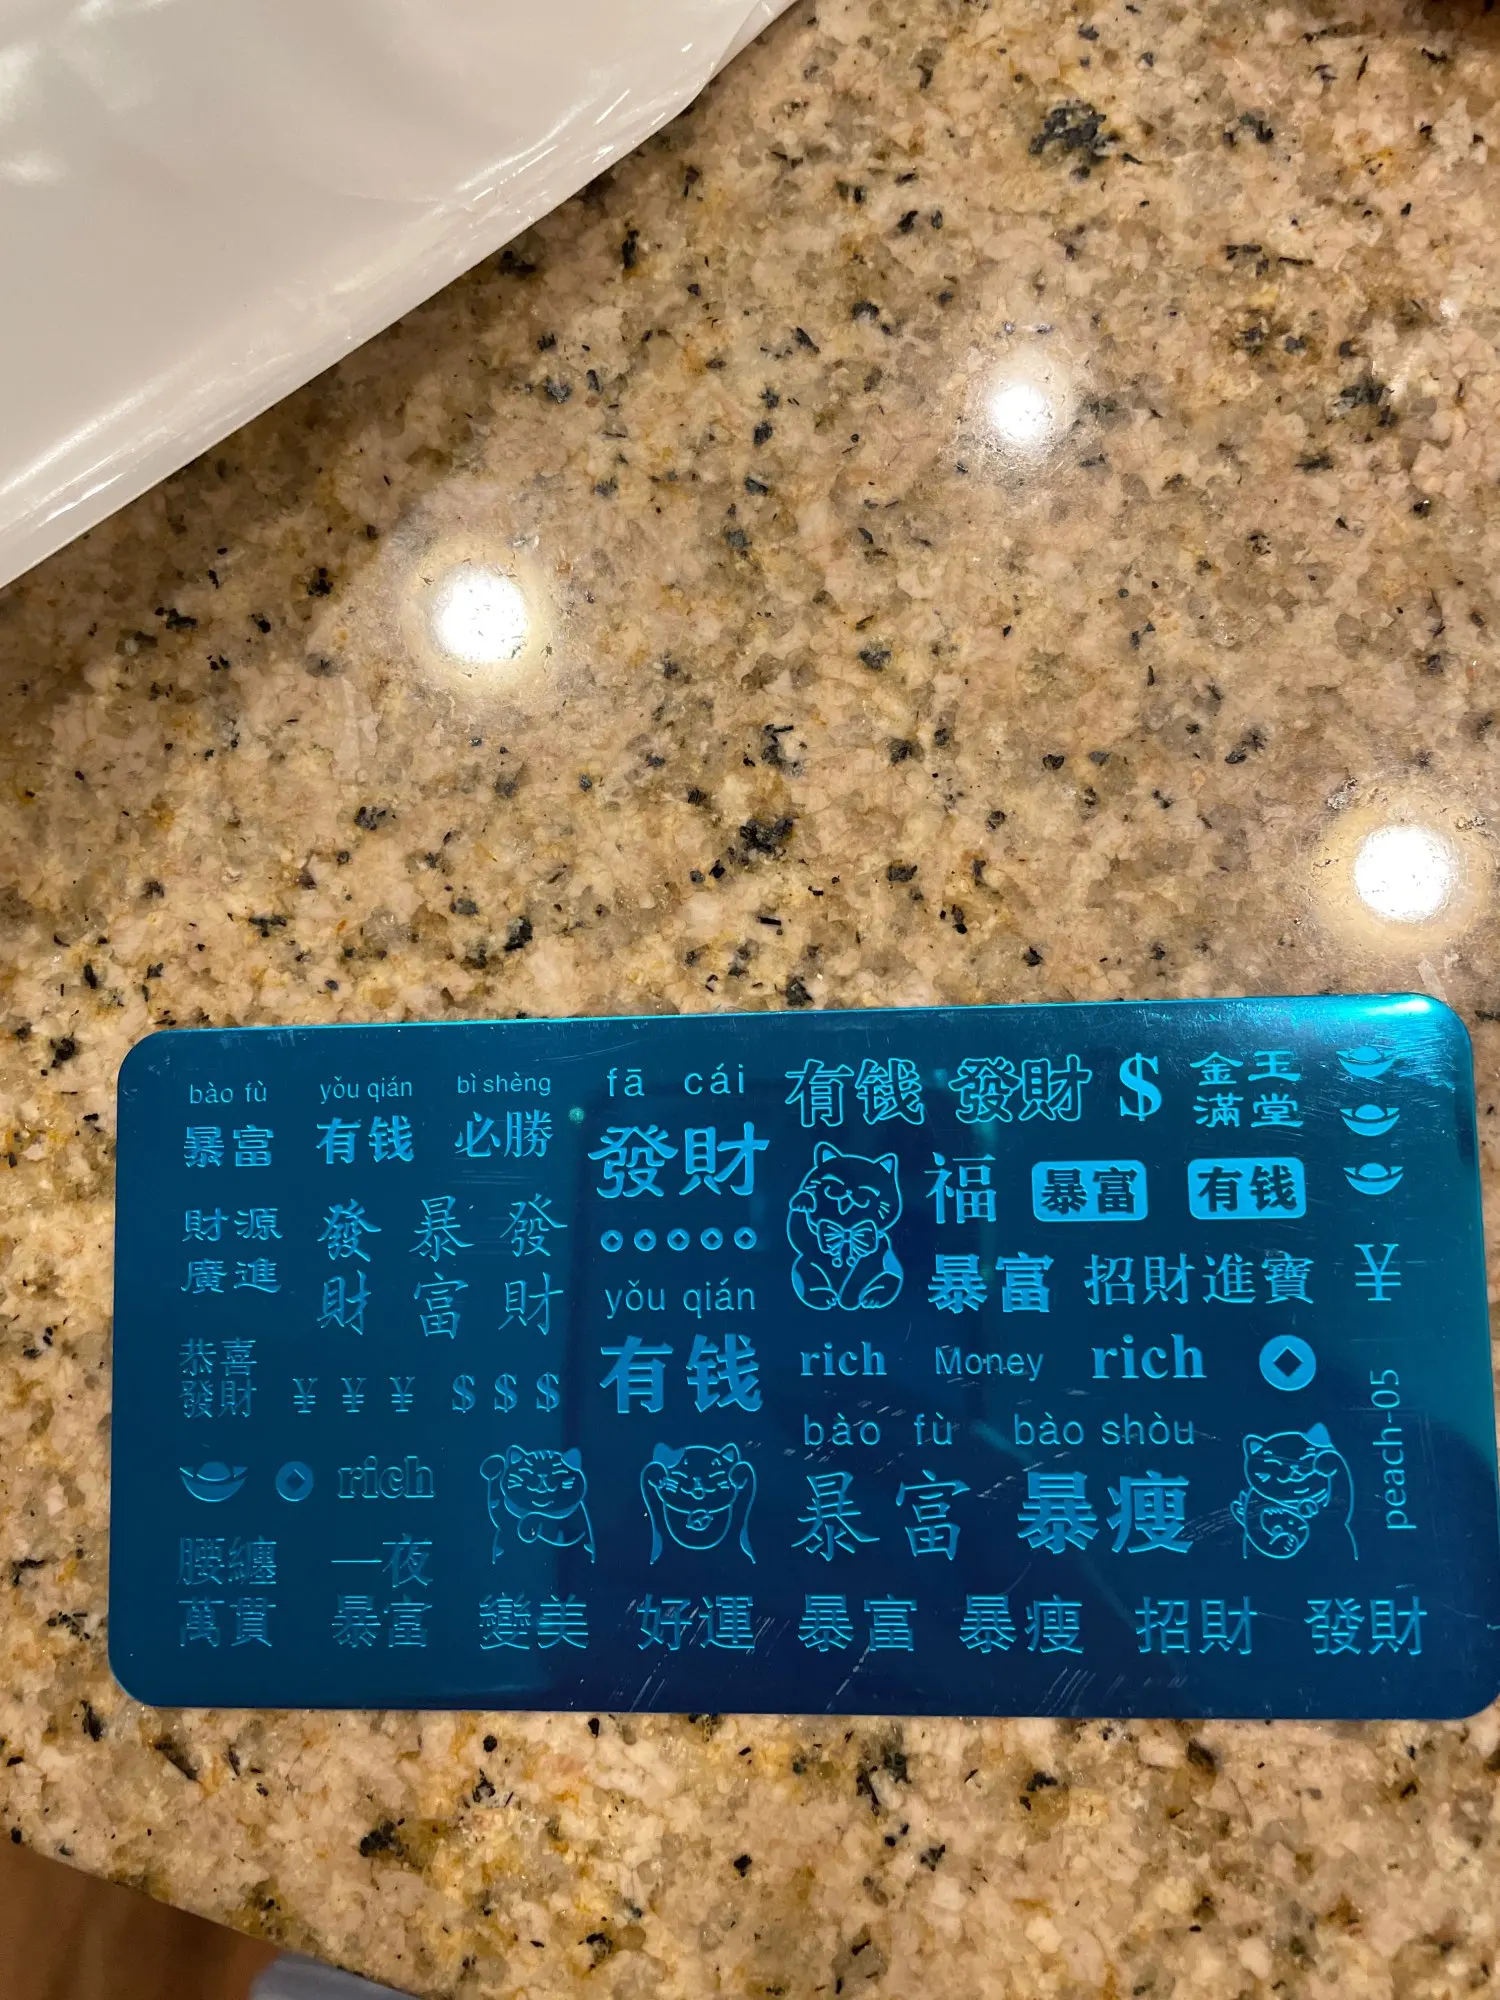 bào fù
暴富
yǒu qián
有钱
bì shèng
必勝
財源
廣進
發財
暴富
發財
恭喜
發財
¥ ¥ ¥
$ $ $
rich
腰纏
萬貫
一夜
暴富
fā cái
發財
yǒu qián
有钱
有钱
發財
$
金玉
滿堂
福
暴富
有钱
暴富
招財進寶
¥
rich
Money
rich
bào fù
暴富
bào shòu
暴瘦
peach-05
變美
好運
暴富
暴瘦
招財
發財